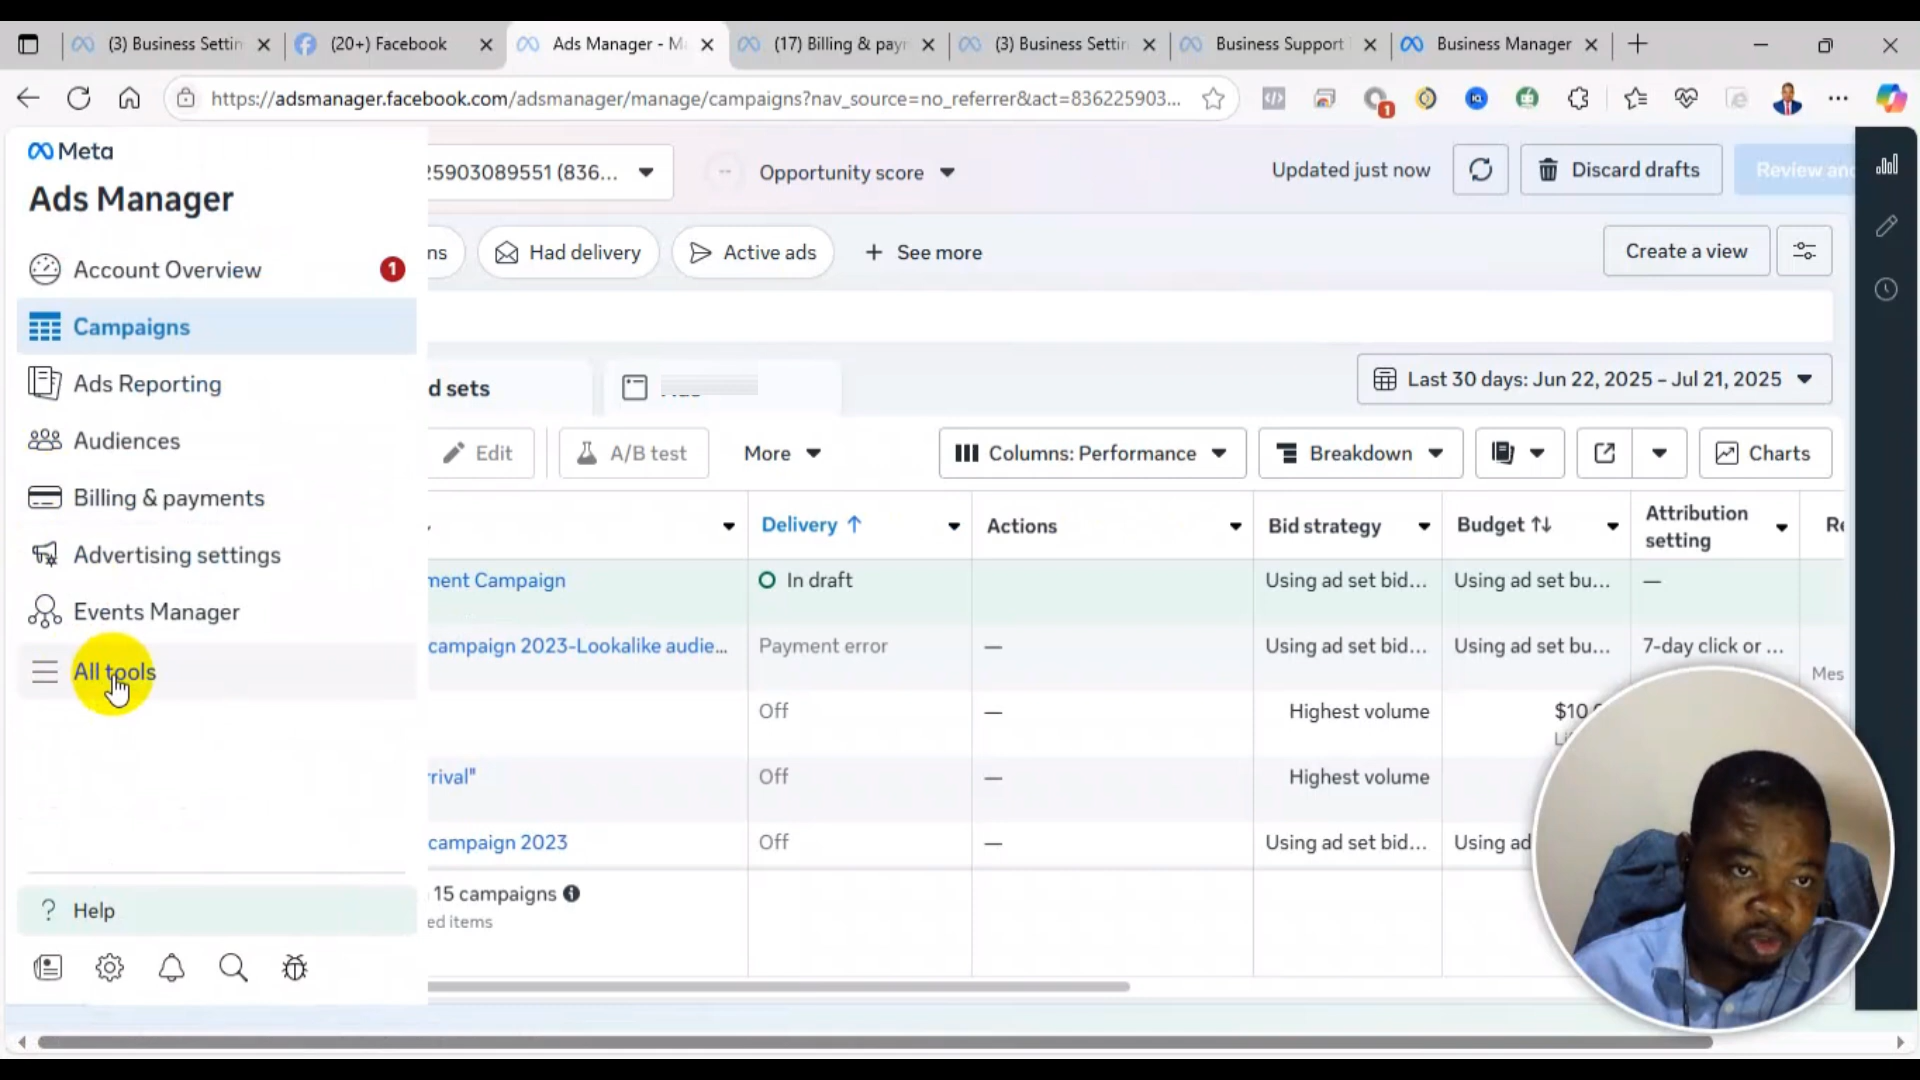 (3) Business Settin
(20+) Facebook
Ads Manager - Ma
(17) Billing & payn
(3) Business Settin
Business Support
Business Manager
https://adsmanager.facebook.com/adsmanager/manage/campaigns?nav_source=no_referrer&act=836225903...
1
Meta
Ads Manager
25903089551 (836...
--
Opportunity score
Updated just now
Discard drafts
Review and
Account Overview
1
ns
Had delivery
Active ads
+ See more
Create a view
Campaigns
Ads Reporting
d sets
Last 30 days: Jun 22, 2025 – Jul 21, 2025
Audiences
Edit
A/B test
More
Columns: Performance
Breakdown
Charts
Billing & payments
Delivery ↑
Actions
Bid strategy
Budget ↑↓
Attribution
setting
Re
Advertising settings
ment Campaign
In draft
Using ad set bid...
Using ad set bu...
—
Events Manager
campaign 2023-Lookalike audie...
Payment error
—
Using ad set bid...
Using ad set bu...
7-day click or ...
Mes
All tools
Off
—
Highest volume
$10
Li
rrival"
Off
—
Highest volume
campaign 2023
Off
—
Using ad set bid...
Using ad
15 campaigns
ed items
? Help